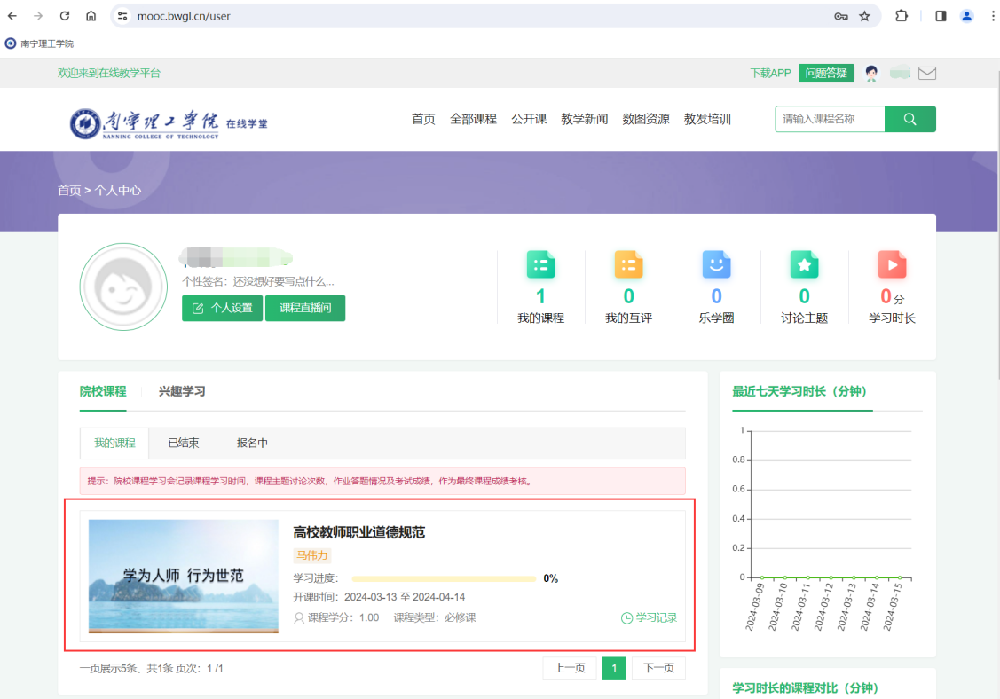 mooc.bwgl.cn/user
南宁理工学院
欢迎来到在线教学平台
下载APP 问题答疑
南宁理工学院 在线学堂
NANNING COLLEGE OF TECHNOLOGY
首页 全部课程 公开课 教学新闻 数图资源 教发培训
请输入课程名称
首页 > 个人中心
个性签名：还没想好要写点什么...
个人设置 课程直播间
1 0 0 0 0分
我的课程 我的互评 乐学圈 讨论主题 学习时长
院校课程 兴趣学习
我的课程 已结束 报名中
提示：院校课程学习会记录课程学习时间，课程主题讨论次数，作业答题情况及考试成绩，作为最终课程成绩考核。
学为人师 行为世范
高校教师职业道德规范
马伟力
学习进度： 0%
开课时间：2024-03-13 至 2024-04-14
课程学分：1.00 课程类型：必修课
学习记录
一页展示5条、共1条 页次：1 /1
上一页 1 下一页
最近七天学习时长（分钟）
1
0.8
0.6
0.4
0.2
0
2024-03-09 2024-03-10 2024-03-11 2024-03-12 2024-03-13 2024-03-14 2024-03-15
学习时长的课程对比（分钟）